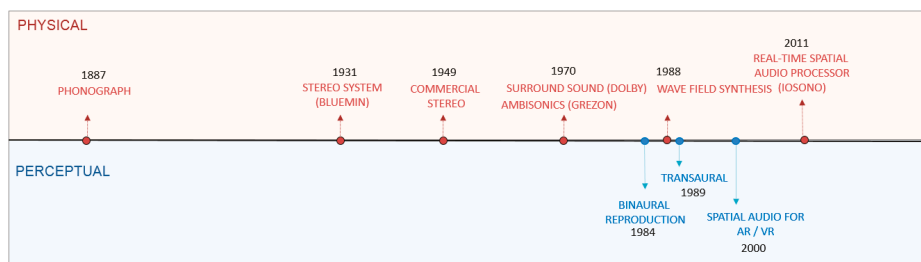 PHYSICAL
1887
PHONOGRAPH
1931
STEREO SYSTEM
(BLUEMIN)
1949
COMMERCIAL
STEREO
1970
SURROUND SOUND (DOLBY)
AMBISONICS (GREZON)
1988
WAVE FIELD SYNTHESIS
2011
REAL-TIME SPATIAL
AUDIO PROCESSOR
(IOSONO)
PERCEPTUAL
BINAURAL
REPRODUCTION
1984
TRANSAURAL
1989
SPATIAL AUDIO FOR
AR / VR
2000